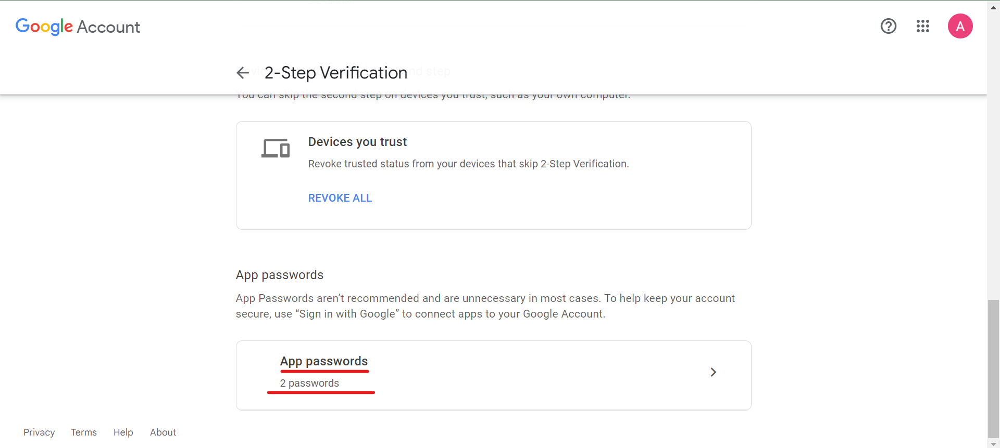 Google Account
A
2-Step Verification
You can skip the second step on devices you trust, such as your own computer.
Devices you trust
Revoke trusted status from your devices that skip 2-Step Verification.
REVOKE ALL
App passwords
App Passwords aren’t recommended and are unnecessary in most cases. To help keep your account
secure, use “Sign in with Google” to connect apps to your Google Account.
App passwords
2 passwords
Privacy Terms Help About